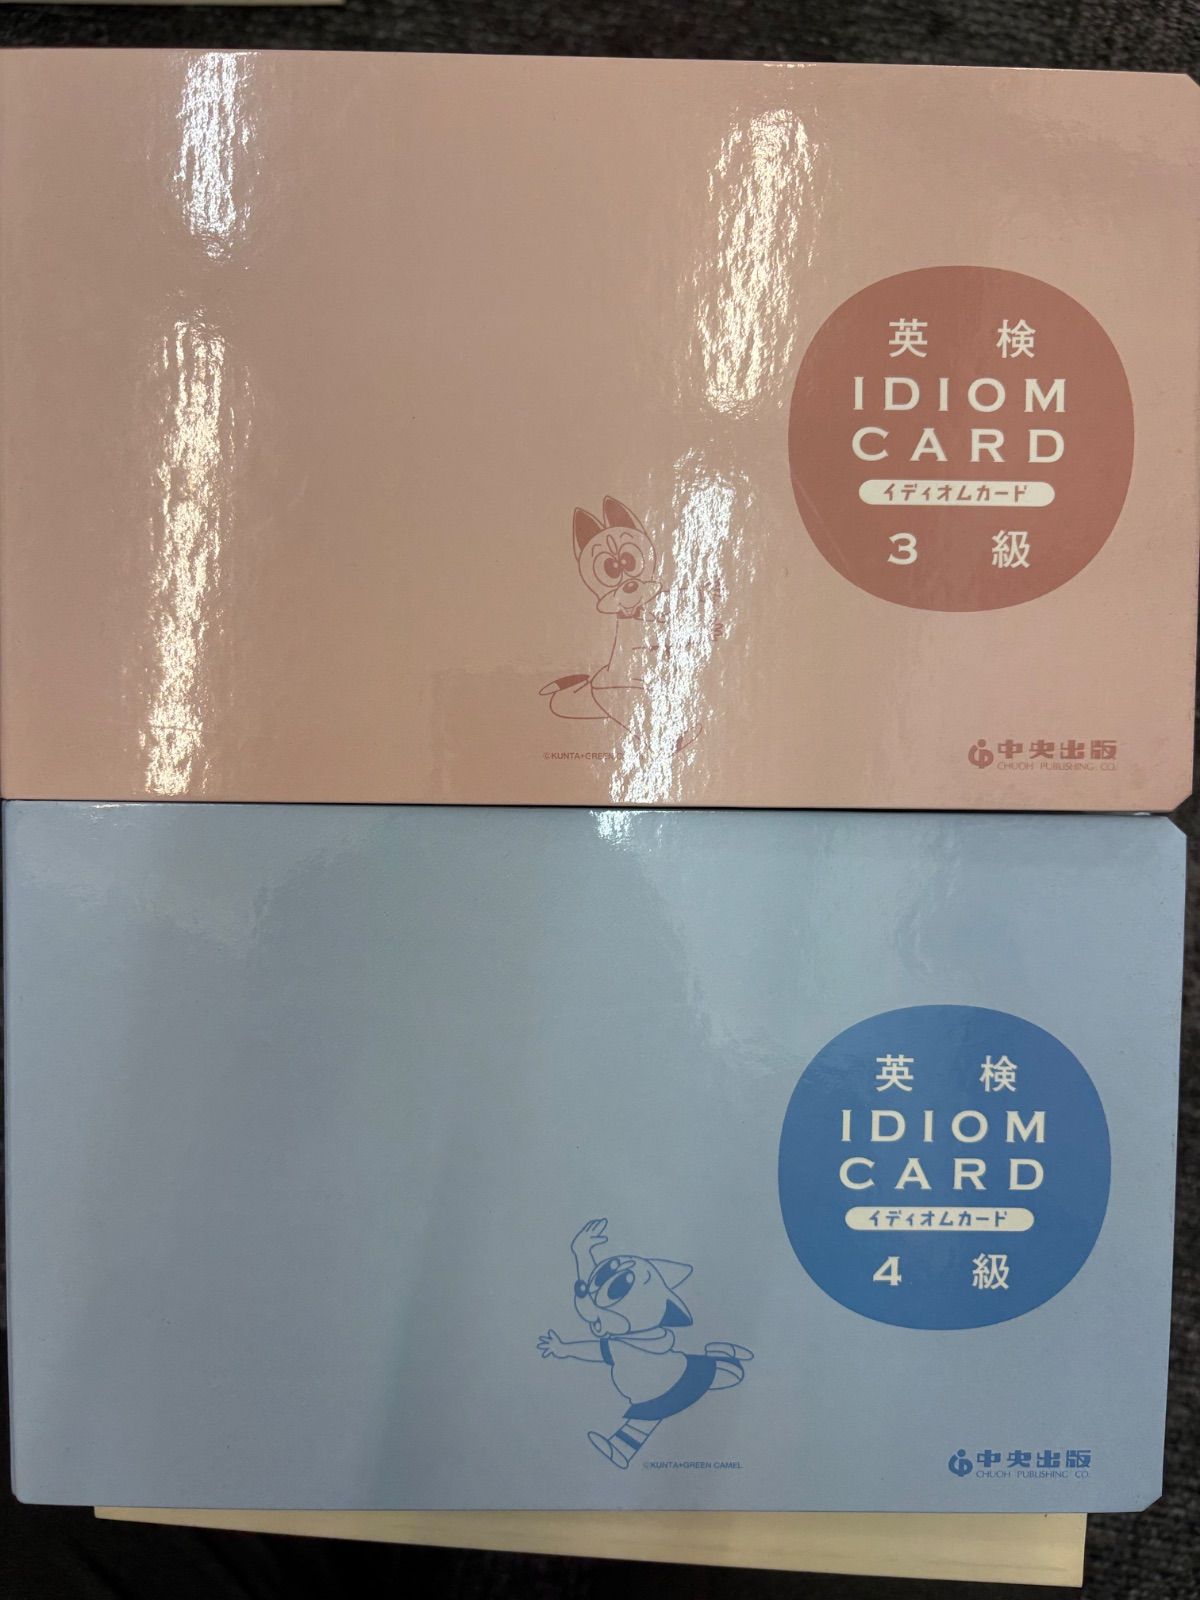 英検
IDIOM
CARD
イディオムカード
3級
©KUNTA+GREEN
中央出版
CHUOH PUBLISHING CO.
英検
IDIOM
CARD
イディオムカード
4級
©KUNTA+GREEN CAMEL
中央出版
CHUOH PUBLISHING CO.